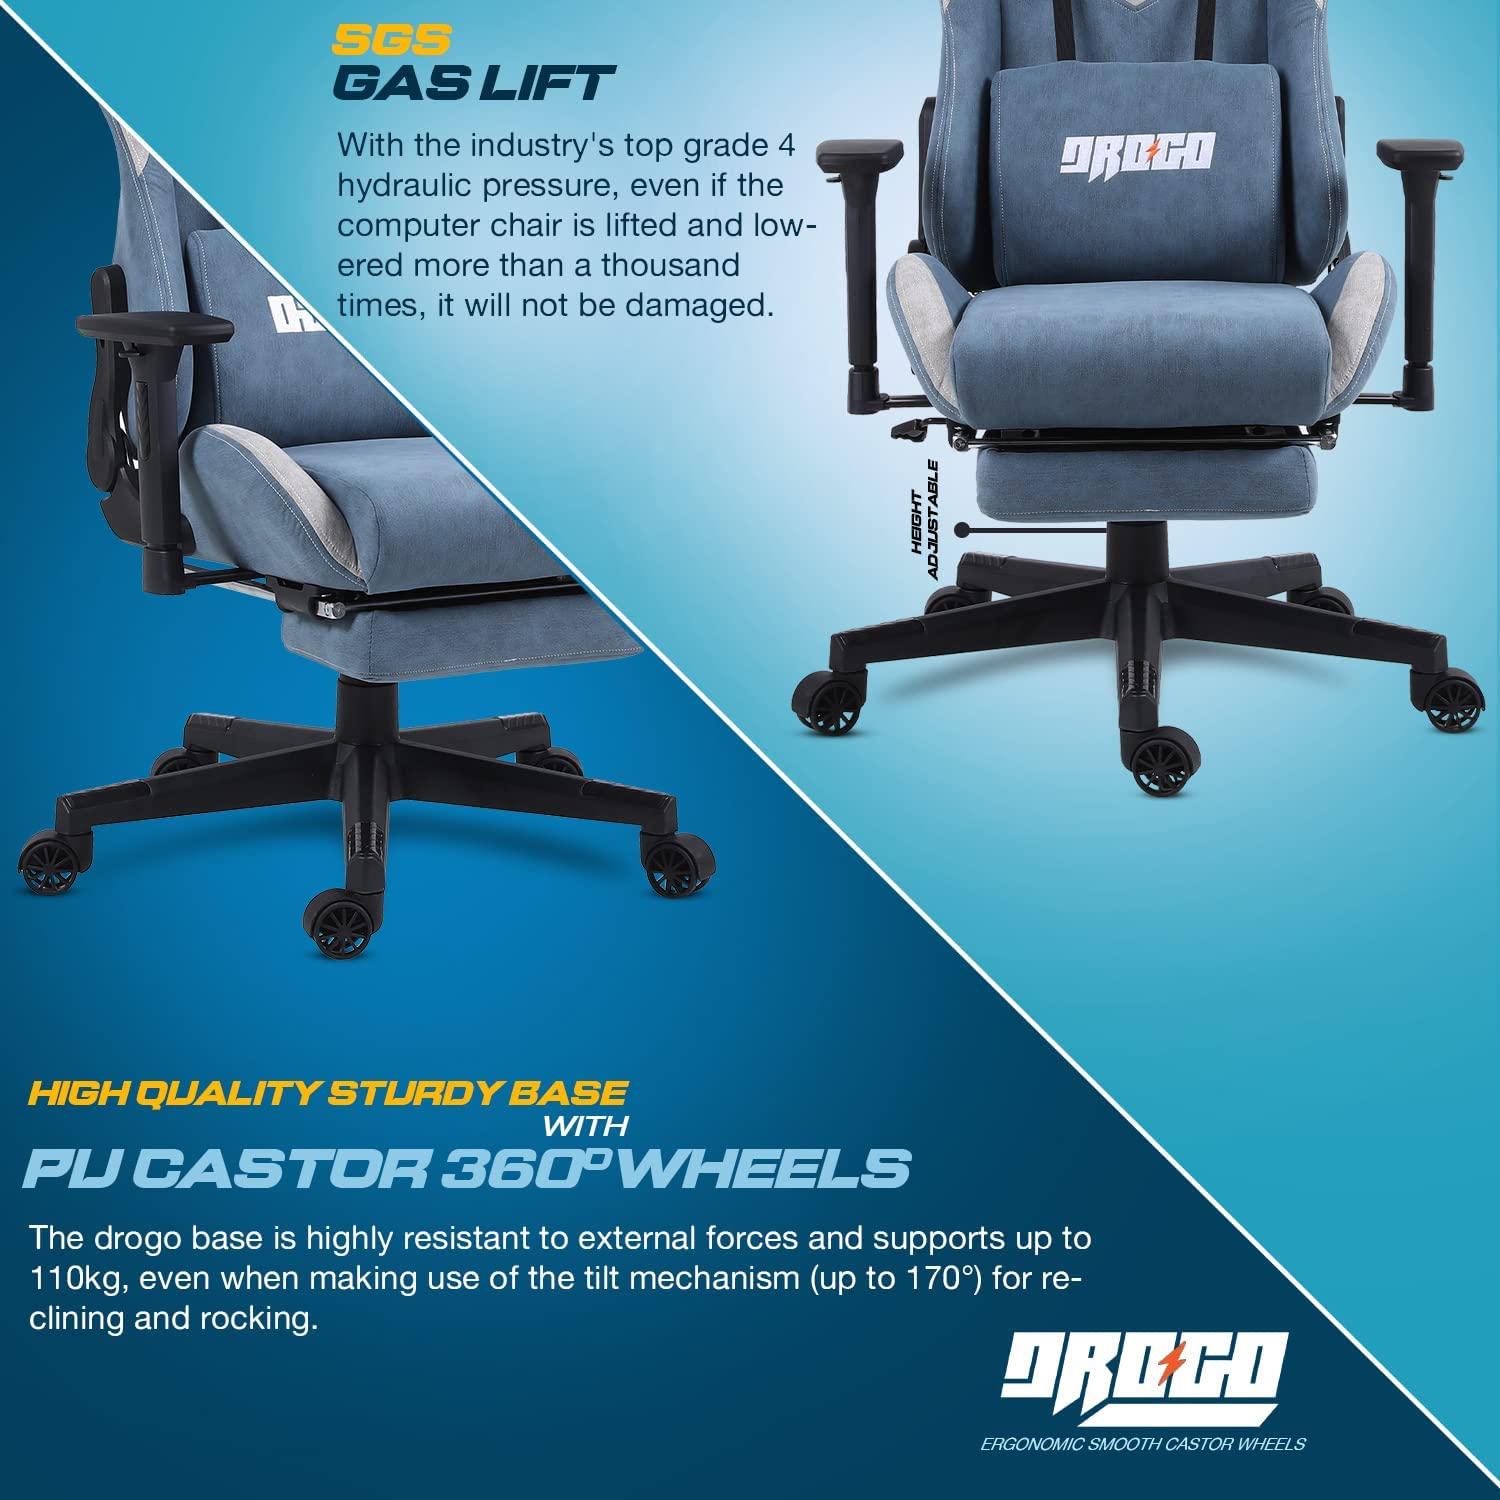 SGS
GAS LIFT
With the industry's top grade 4
hydraulic pressure, even if the
computer chair is lifted and low-
ered more than a thousand
times, it will not be damaged.
DROGO
HEIGHT
ADJUSTABLE
HIGH QUALITY STURDY BASE
WITH
PU CASTOR 360° WHEELS
The drogo base is highly resistant to external forces and supports up to
110kg, even when making use of the tilt mechanism (up to 170°) for re-
clining and rocking.
DROGO
ERGONOMIC SMOOTH CASTOR WHEELS